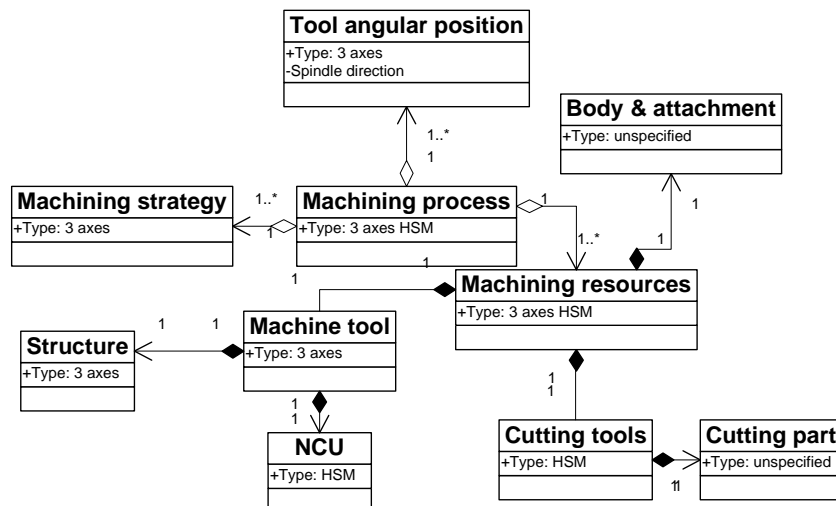 Tool angular position
+Type: 3 axes
-Spindle direction
Body & attachment
+Type: unspecified
1..*
1
Machining strategy
+Type: 3 axes
1..*
1
Machining process
+Type: 3 axes HSM
1
1..*
1
1
Machining resources
+Type: 3 axes HSM
1
1
Machine tool
+Type: 3 axes
1
1
Structure
+Type: 3 axes
1
1
NCU
+Type: HSM
1
1
Cutting tools
+Type: HSM
1
1
Cutting part
+Type: unspecified